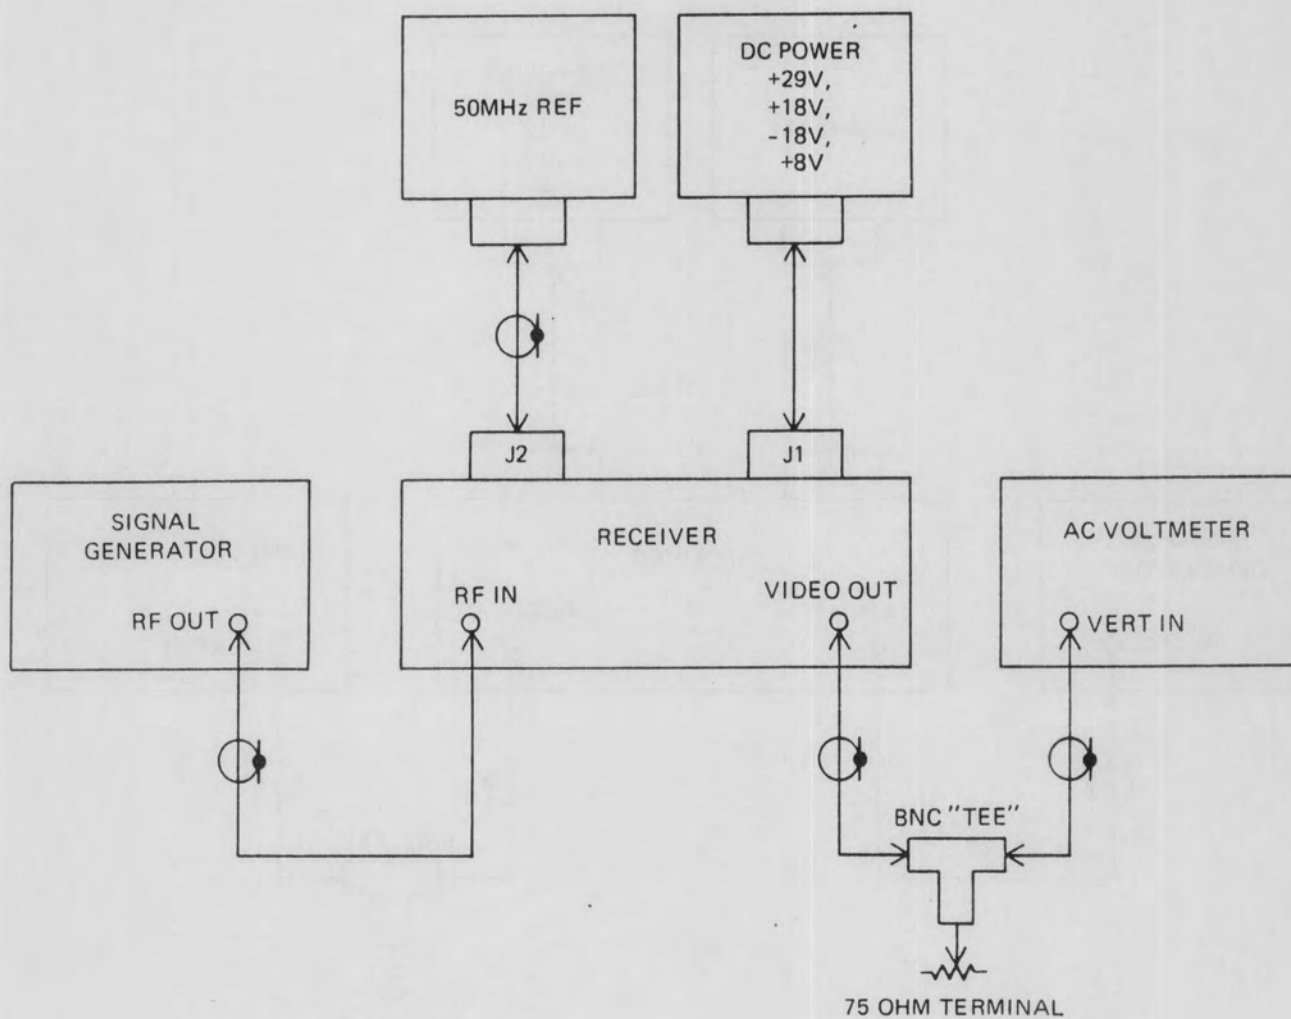 50MHz REF
DC POWER
+29V,
+18V,
-18V,
+8V
J2
J1
SIGNAL
GENERATOR
RF OUT
RECEIVER
RF IN
VIDEO OUT
AC VOLTMETER
VERT IN
BNC "TEE"
75 OHM TERMINAL